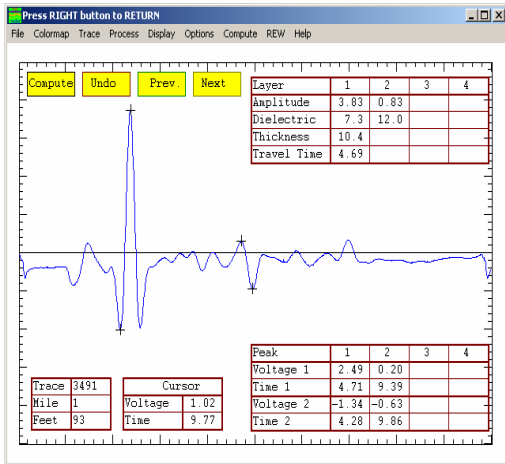 Press RIGHT button to RETURN
File Colormap Trace Process Display Options Compute REW Help
Compute Undo Prev. Next
Layer 1 2 3 4
Amplitude 3.83 0.83
Dielectric 7.3 12.0
Thickness 10.4
Travel Time 4.69
Peak 1 2 3 4
Voltage 1 2.49 0.20
Time 1 4.71 9.39
Voltage 2 -1.34 -0.63
Time 2 4.28 9.86
Trace 3491
Mile 1
Feet 93
Cursor
Voltage 1.02
Time 9.77